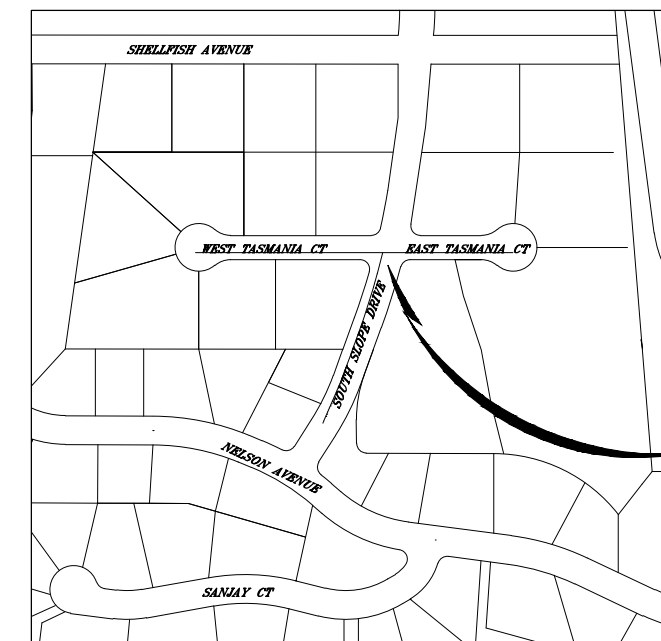 SHELLFISH AVENUE
WEST TASMANIA CT
EAST TASMANIA CT
SOUTH SLOPE DRIVE
NELSON AVENUE
SANJAY CT